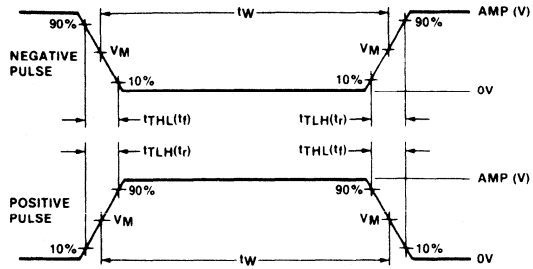 tW
AMP (V)
90%
90%
VM
VM
NEGATIVE
PULSE
10%
10%
0V
tTHL(tf)
tTLH(tr)
tTLH(tr)
tTHL(tf)
AMP (V)
90%
90%
POSITIVE
PULSE
VM
VM
10%
10%
tW
0V